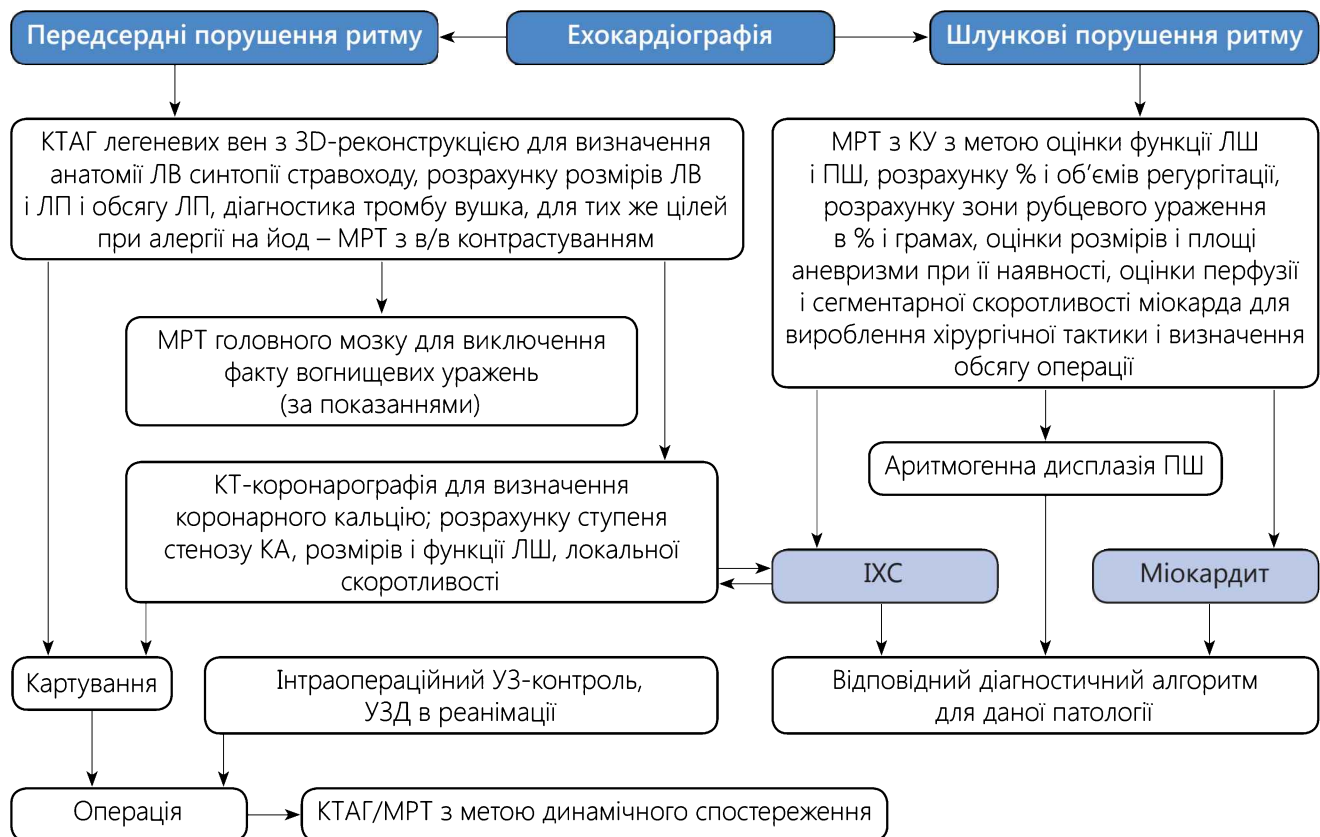 Передсердні порушення ритму
Ехокардіографія
Шлункові порушення ритму
КТАГ легеневих вен з 3D-реконструкцією для визначення
анатомії ЛВ синтопії стравоходу, розрахунку розмірів ЛВ
і ЛП і обсягу ЛП, діагностика тромбу вушка, для тих же цілей
при алергії на йод – МРТ з в/в контрастуванням
МРТ з КУ з метою оцінки функції ЛШ
і ПШ, розрахунку % і об’ємів регургітації,
розрахунку зони рубцевого ураження
в % і грамах, оцінки розмірів і площі
аневризми при її наявності, оцінки перфузії
і сегментарної скоротливості міокарда для
вироблення хірургічної тактики і визначення
обсягу операції
МРТ головного мозку для виключення
факту вогнищевих уражень
(за показаннями)
Аритмогенна дисплазія ПШ
КТ-коронарографія для визначення
коронарного кальцію; розрахунку ступеня
стенозу КА, розмірів і функції ЛШ, локальної
скоротливості
ІХС
Міокардит
Картування
Інтраопераційний УЗ-контроль,
УЗД в реанімації
Відповідний діагностичний алгоритм
для даної патології
Операція
КТАГ/МРТ з метою динамічного спостереження